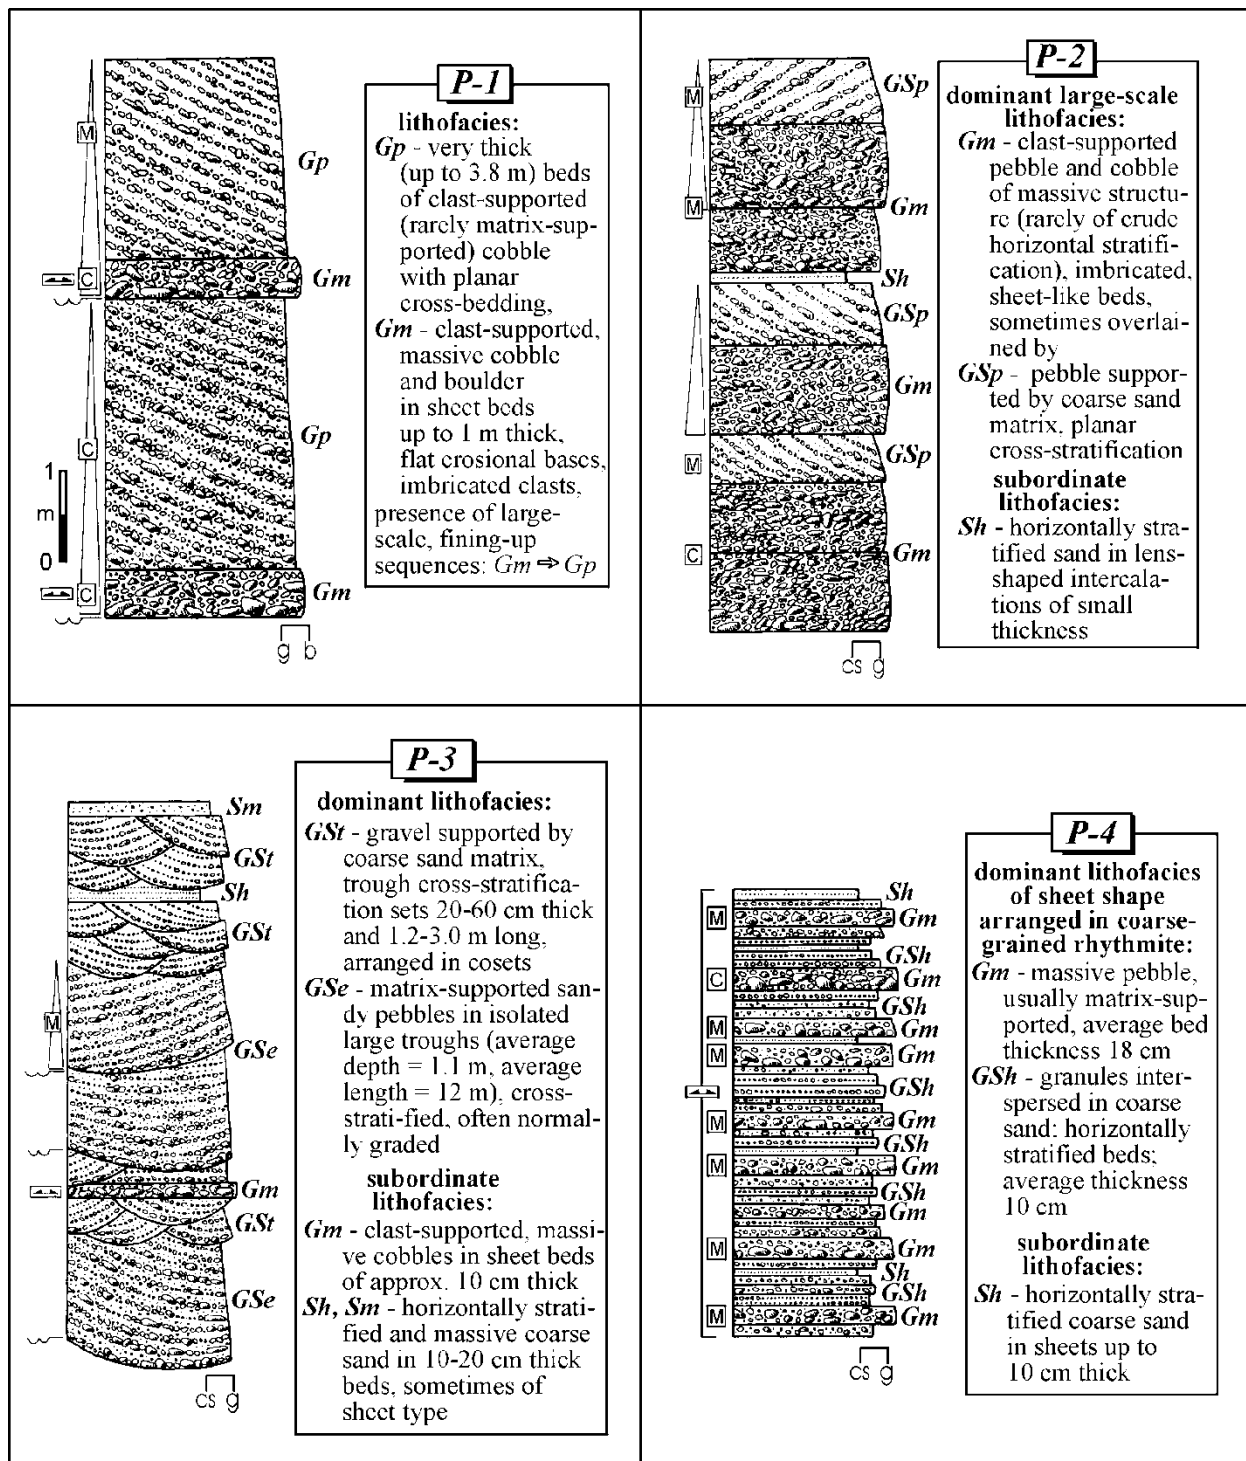 P-1
lithofacies:
Gp - very thick
(up to 3.8 m) beds
of clast-supported
(rarely matrix-sup-
ported) cobble
with planar
cross-bedding,
Gm - clast-supported,
massive cobble
and boulder
in sheet beds
up to 1 m thick,
flat erosional bases,
imbricated clasts,
presence of large-
scale, fining-up
sequences: Gm ⇒ Gp
M
Gp
C
Gm
Gp
C
1
m
0
C
Gm
g b
P-2
dominant large-scale
lithofacies:
Gm - clast-supported
pebble and cobble
of massive structu-
re (rarely of crude
horizontal stratifi-
cation), imbricated,
sheet-like beds,
sometimes overlai-
ned by
GSp - pebble suppor-
ted by coarse sand
matrix, planar
cross-stratification
subordinate
lithofacies:
Sh - horizontally stra-
tified sand in lens-
shaped intercala-
tions of small
thickness
GSp
M
M
Gm
Sh
GSp
Gm
GSp
M
C
Gm
cs g
P-3
dominant lithofacies:
GSt - gravel supported by
coarse sand matrix,
trough cross-stratifica-
tion sets 20-60 cm thick
and 1.2-3.0 m long,
arranged in cosets
GSe - matrix-supported san-
dy pebbles in isolated
large troughs (average
depth = 1.1 m, average
length = 12 m), cross-
strati-fied, often normal-
ly graded
subordinate
lithofacies:
Gm - clast-supported, massi-
ve cobbles in sheet beds
of approx. 10 cm thick
Sh, Sm - horizontally strati-
fied and massive coarse
sand in 10-20 cm thick
beds, sometimes of
sheet type
Sm
GSt
Sh
GSt
M
GSe
Gm
GSt
GSe
cs g
P-4
dominant lithofacies
of sheet shape
arranged in coarse-
grained rhythmite:
Gm - massive pebble,
usually matrix-sup-
ported, average bed
thickness 18 cm
GSh - granules inter-
spersed in coarse
sand; horizontally
stratified beds;
average thickness
10 cm
subordinate
lithofacies:
Sh - horizontally stra-
tified coarse sand
in sheets up to
10 cm thick
Sh
M Gm
GSh
C Gm
GSh
M Gm
M Gm
GSh
M Gm
GSh
M Gm
GSh
Gm
M Gm
Sh
GSh
M Gm
cs g